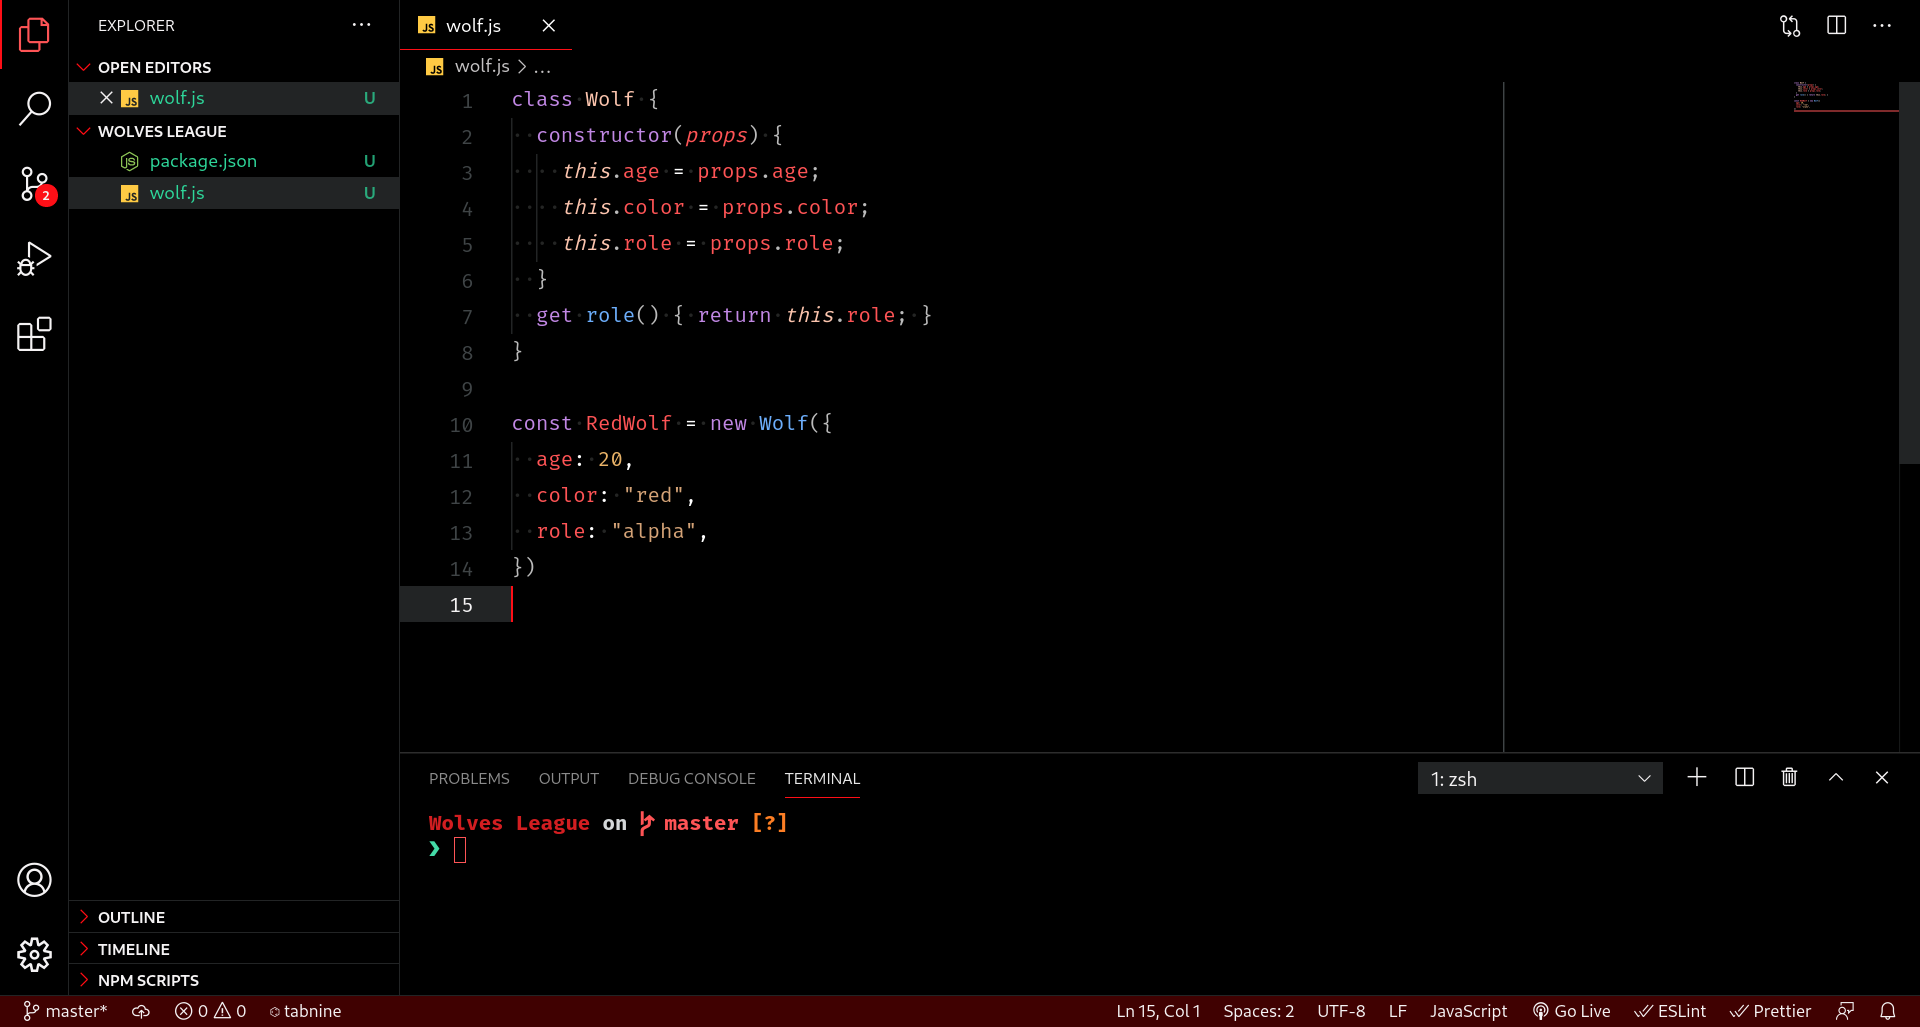 EXPLORER
OPEN EDITORS
JS wolf.js U
WOLVES LEAGUE
JS package.json U
JS wolf.js U
2
OUTLINE
TIMELINE
NPM SCRIPTS
JS wolf.js
JS wolf.js > ...
1 class Wolf {
2   constructor(props) {
3     this.age = props.age;
4     this.color = props.color;
5     this.role = props.role;
6   }
7   get role() { return this.role; }
8 }
9
10 const RedWolf = new Wolf({
11   age: 20,
12   color: "red",
13   role: "alpha",
14 })
15
PROBLEMS OUTPUT DEBUG CONSOLE TERMINAL 1: zsh
Wolves League on master [?]
❯
master* 0 0 tabnine Ln 15, Col 1 Spaces: 2 UTF-8 LF JavaScript Go Live ESLint Prettier